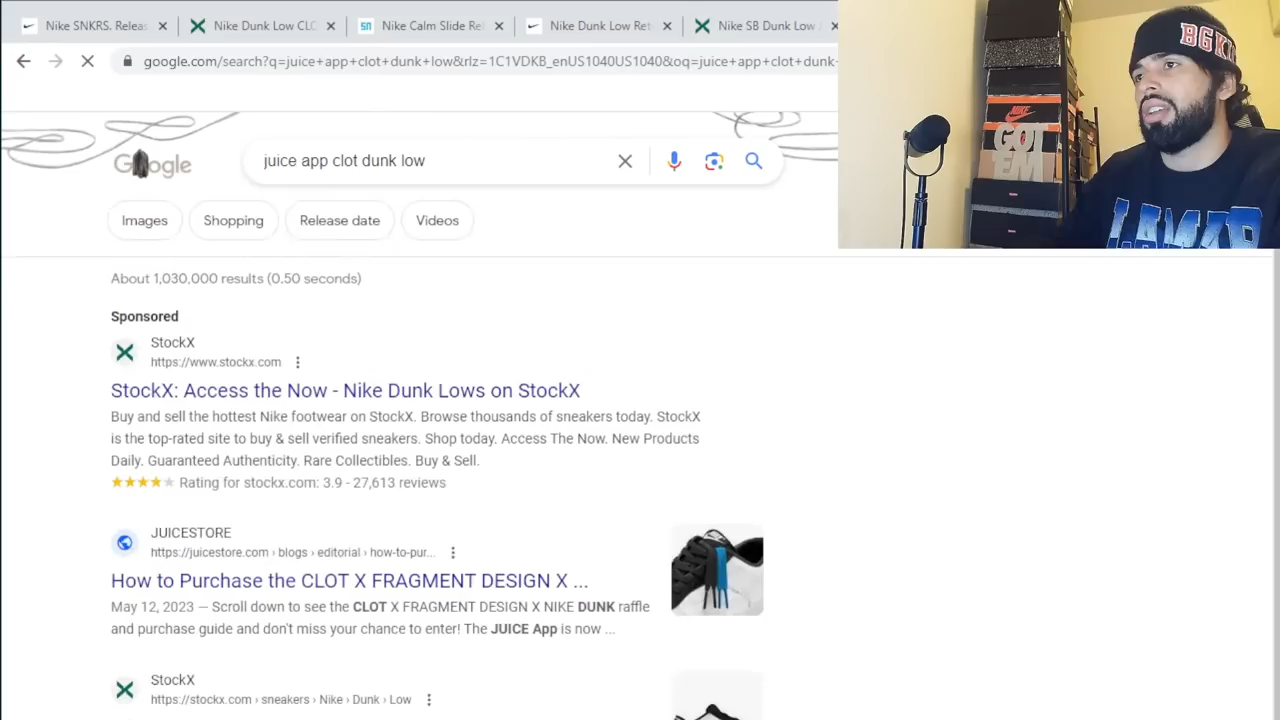 Nike SNKRS. Releas
Nike Dunk Low CLO
Nike Calm Slide Re
Nike Dunk Low Ret
Nike SB Dunk Low
google.com/search?q=juice+app+clot+dunk+low&rlz=1C1VDKB_enUS1040US1040&oq=juice+app+clot+dunk+
Google
juice app clot dunk low
Images
Shopping
Release date
Videos
About 1,030,000 results (0.50 seconds)
Sponsored
StockX
https://www.stockx.com
StockX: Access the Now - Nike Dunk Lows on StockX
Buy and sell the hottest Nike footwear on StockX. Browse thousands of sneakers today. StockX
is the top-rated site to buy & sell verified sneakers. Shop today. Access The Now. New Products
Daily. Guaranteed Authenticity. Rare Collectibles. Buy & Sell.
Rating for stockx.com: 3.9 - 27,613 reviews
JUICESTORE
https://juicestore.com › blogs › editorial › how-to-pur...
How to Purchase the CLOT X FRAGMENT DESIGN X ...
May 12, 2023 — Scroll down to see the CLOT X FRAGMENT DESIGN X NIKE DUNK raffle
and purchase guide and don't miss your chance to enter! The JUICE App is now ...
StockX
https://stockx.com › sneakers › Nike › Dunk › Low
NIKE
GOT
'EM